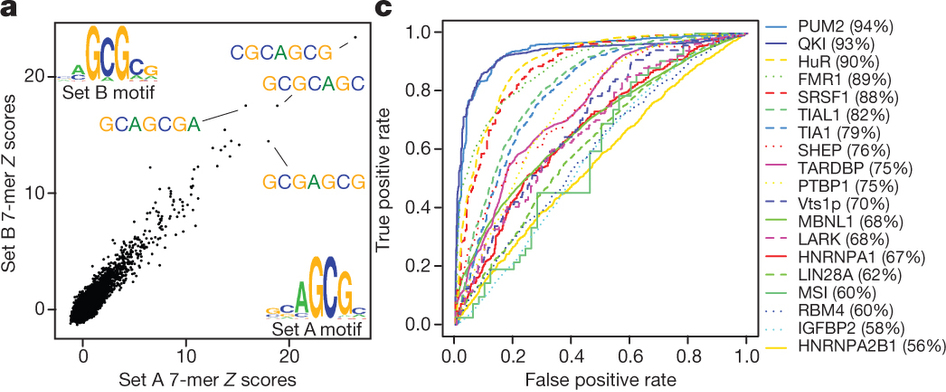 a
Set B 7-mer Z scores
20
10
0
0
10
20
Set A 7-mer Z scores
AGCGCG
Set B motif
CGCAGCG
GCGCAGC
GCAGCGA
GCGAGCG
GCAGCGC
Set A motif
c
True positive rate
1.0
0.8
0.6
0.4
0.2
0.0
0.0
0.2
0.4
0.6
0.8
1.0
False positive rate
PUM2 (94%)
QKI (93%)
HuR (90%)
FMR1 (89%)
SRSF1 (88%)
TIAL1 (82%)
TIA1 (79%)
SHEP (76%)
TARDBP (75%)
PTBP1 (75%)
Vts1p (70%)
MBNL1 (68%)
LARK (68%)
HNRNPA1 (67%)
LIN28A (62%)
MSI (60%)
RBM4 (60%)
IGFBP2 (58%)
HNRNPA2B1 (56%)